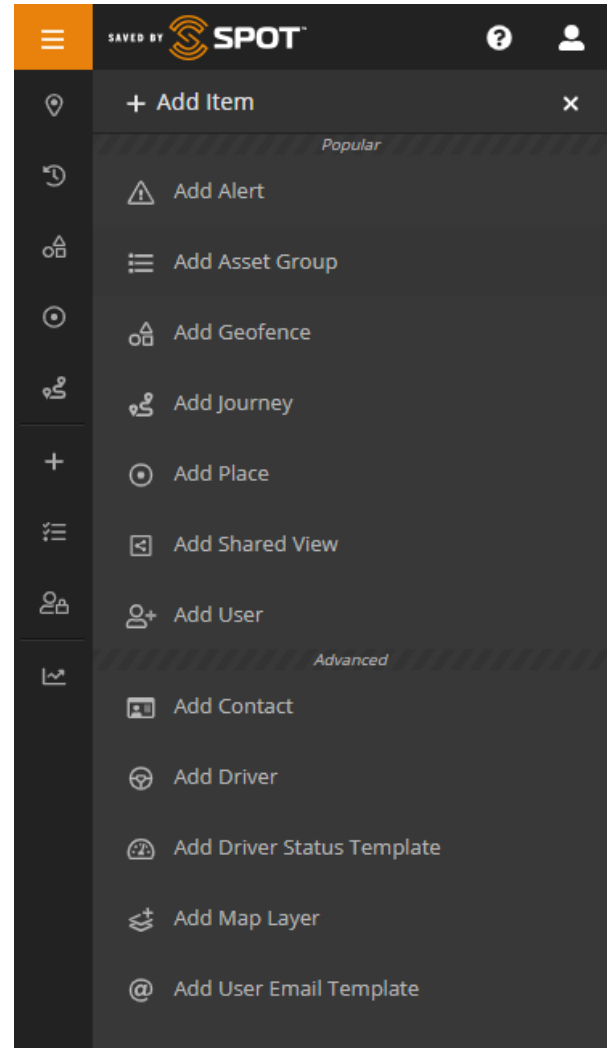 SAVED BY SPOT™
+ Add Item
Popular
Add Alert
Add Asset Group
Add Geofence
Add Journey
Add Place
Add Shared View
Add User
Advanced
Add Contact
Add Driver
Add Driver Status Template
Add Map Layer
Add User Email Template